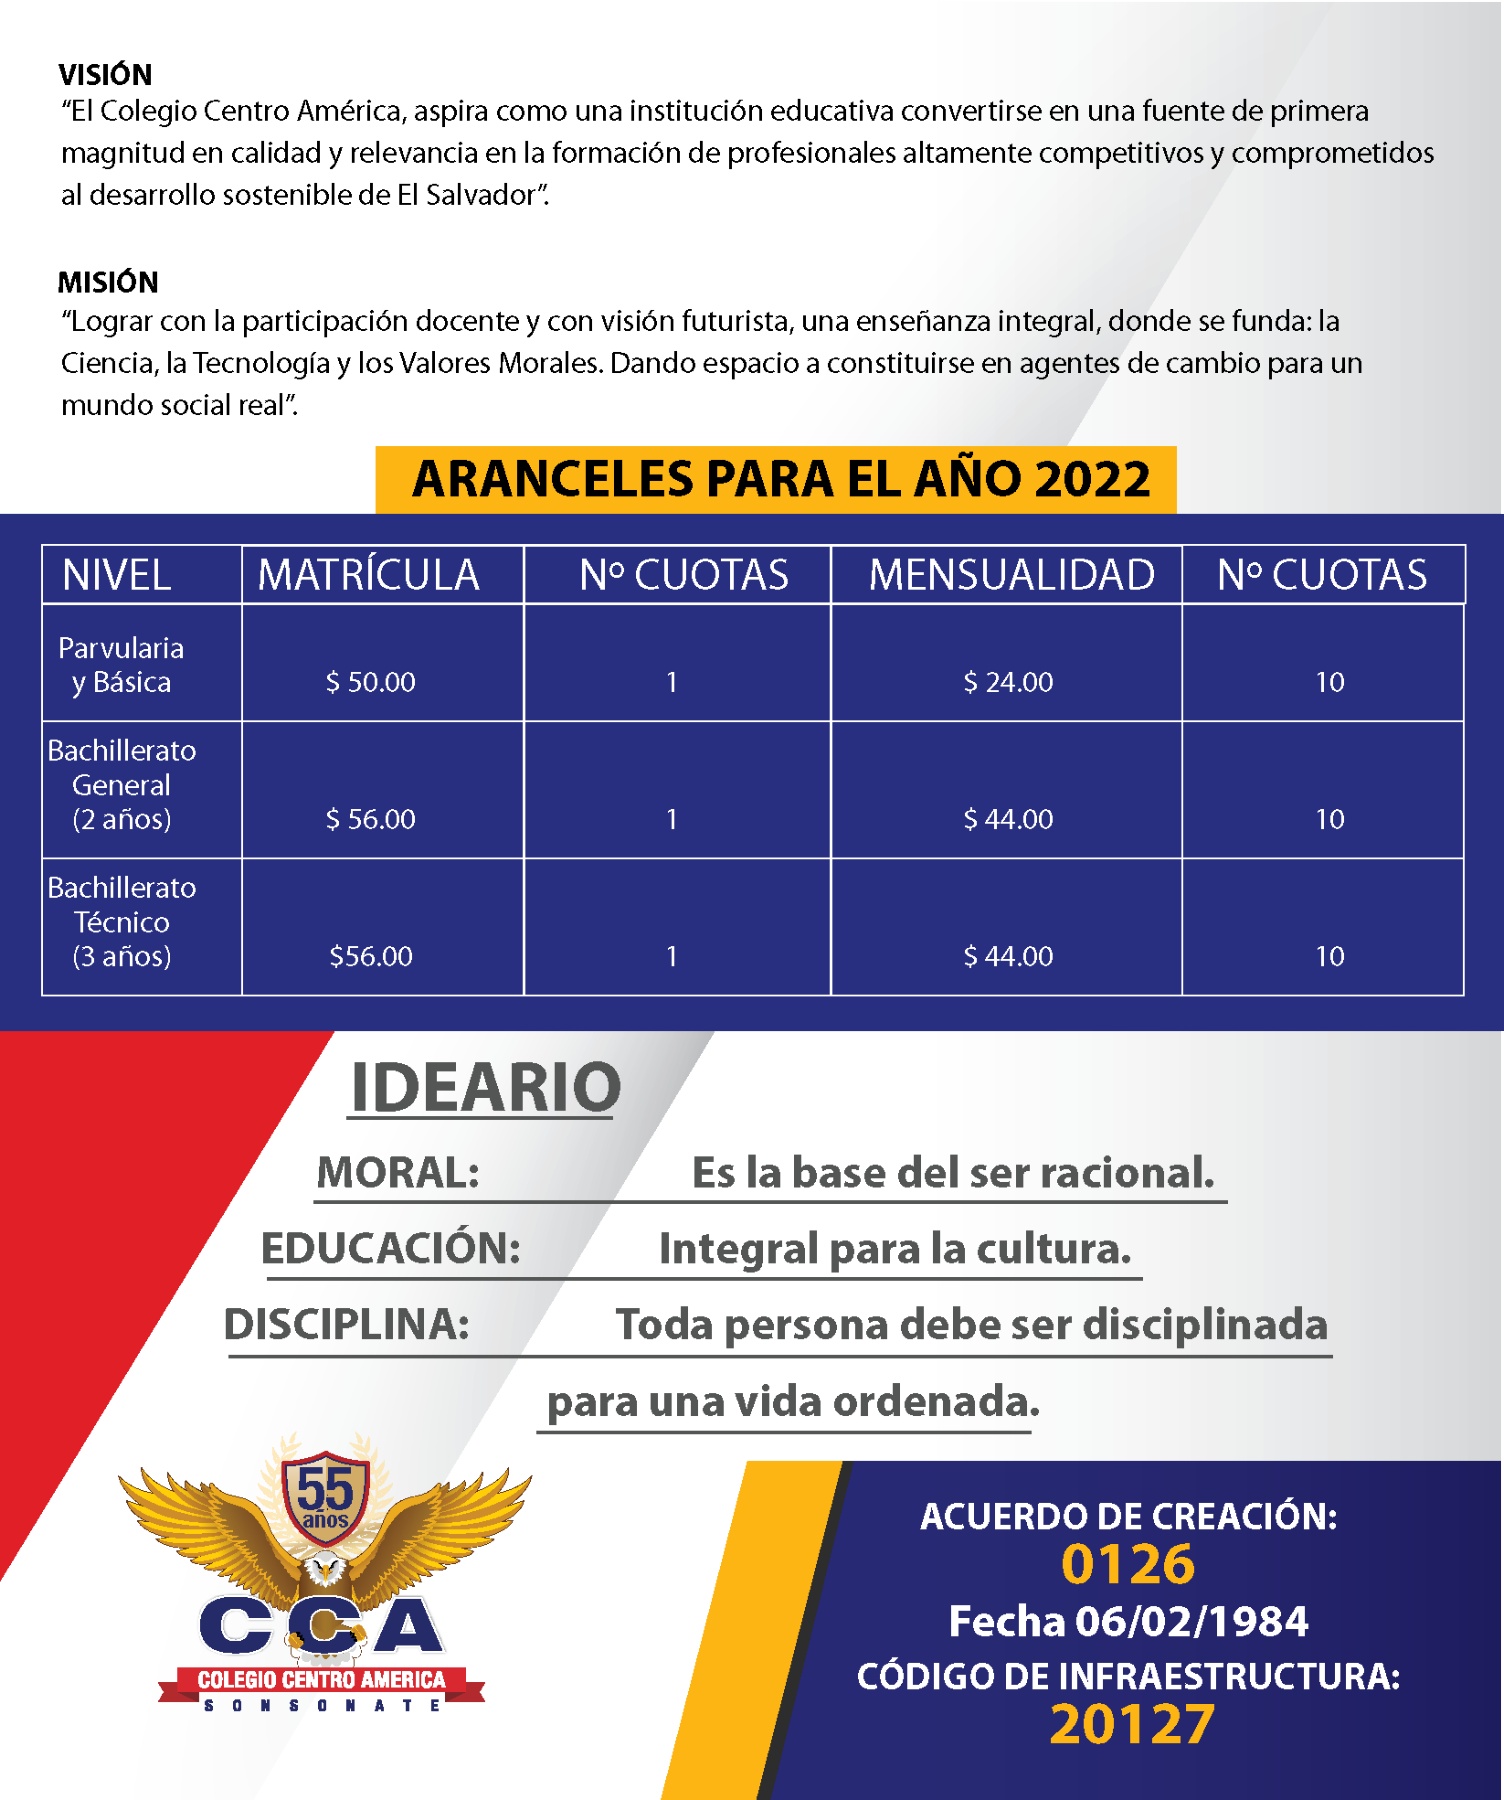 VISIÓN
“El Colegio Centro América, aspira como una institución educativa convertirse en una fuente de primera
magnitud en calidad y relevancia en la formación de profesionales altamente competitivos y comprometidos
al desarrollo sostenible de El Salvador”.
MISIÓN
“Lograr con la participación docente y con visión futurista, una enseñanza integral, donde se funda: la
Ciencia, la Tecnología y los Valores Morales. Dando espacio a constituirse en agentes de cambio para un
mundo social real”.
ARANCELES PARA EL AÑO 2022
NIVEL MATRÍCULA Nº CUOTAS MENSUALIDAD Nº CUOTAS
Parvularia
y Básica $ 50.00 1 $ 24.00 10
Bachillerato
General
(2 años) $ 56.00 1 $ 44.00 10
Bachillerato
Técnico
(3 años) $56.00 1 $ 44.00 10
IDEARIO
MORAL: Es la base del ser racional.
EDUCACIÓN: Integral para la cultura.
DISCIPLINA: Toda persona debe ser disciplinada
para una vida ordenada.
55
años
CCA
COLEGIO CENTRO AMERICA
SONSONATE
ACUERDO DE CREACIÓN:
0126
Fecha 06/02/1984
CÓDIGO DE INFRAESTRUCTURA:
20127